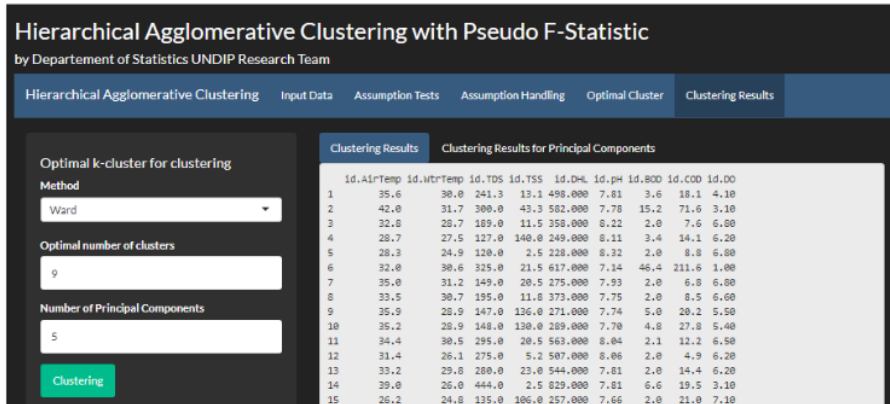 Hierarchical Agglomerative Clustering with Pseudo F-Statistic
by Departement of Statistics UNDIP Research Team
Hierarchical Agglomerative Clustering Input Data Assumption Tests Assumption Handling Optimal Cluster Clustering Results
Optimal k-cluster for clustering
Method
Ward
Optimal number of clusters
9
Number of Principal Components
5
Clustering
Clustering Results Clustering Results for Principal Components
id.AirTemp id.WtrTemp id.TDS id.TSS id.DHL id.pH id.BOD id.COD id.DO
1 35.6 30.0 241.3 13.1 498.000 7.81 3.6 18.1 4.10
2 42.0 31.7 300.0 43.3 582.000 7.78 15.2 71.6 3.10
3 32.8 28.7 189.0 11.5 358.000 8.22 2.0 7.6 6.80
4 28.7 27.5 127.0 140.0 249.000 8.11 3.4 14.1 6.20
5 28.3 24.9 120.0 2.5 228.000 8.32 2.0 8.8 6.80
6 32.0 30.6 325.0 21.5 617.000 7.14 46.4 211.6 1.00
7 35.0 31.2 149.0 20.5 275.000 7.93 2.0 6.8 6.80
8 33.5 30.7 195.0 11.8 373.000 7.75 2.0 8.5 6.60
9 35.9 28.9 147.0 136.0 271.000 7.74 5.0 20.2 5.50
10 35.2 28.9 148.0 130.0 289.000 7.70 4.8 27.8 5.40
11 34.4 30.5 295.0 20.5 563.000 8.04 2.1 12.2 6.50
12 31.4 26.1 275.0 5.2 507.000 8.06 2.0 4.9 6.20
13 33.2 29.8 280.0 23.0 544.000 7.81 2.0 14.4 6.20
14 39.0 26.0 444.0 2.5 829.000 7.81 6.6 19.5 3.10
15 26.2 24.8 135.0 106.0 257.000 7.66 2.0 21.0 7.10